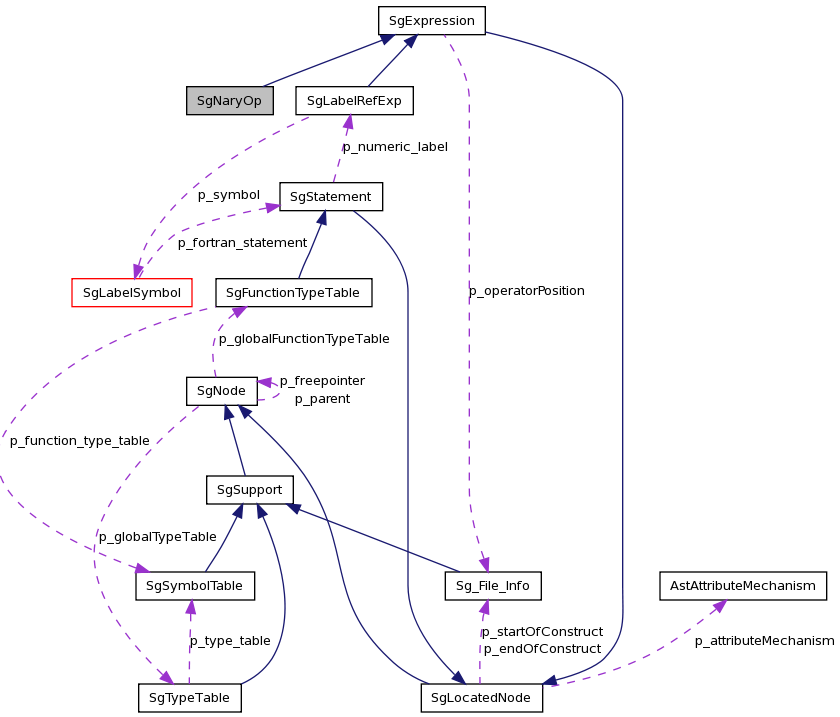 SgExpression
SgNaryOp
SgLabelRefExp
p_numeric_label
SgStatement
p_symbol
p_fortran_statement
SgLabelSymbol
SgFunctionTypeTable
p_operatorPosition
p_globalFunctionTypeTable
SgNode
p_freepointer
p_parent
p_function_type_table
SgSupport
p_globalTypeTable
SgSymbolTable
Sg_File_Info
AstAttributeMechanism
p_type_table
p_startOfConstruct
p_endOfConstruct
p_attributeMechanism
SgTypeTable
SgLocatedNode